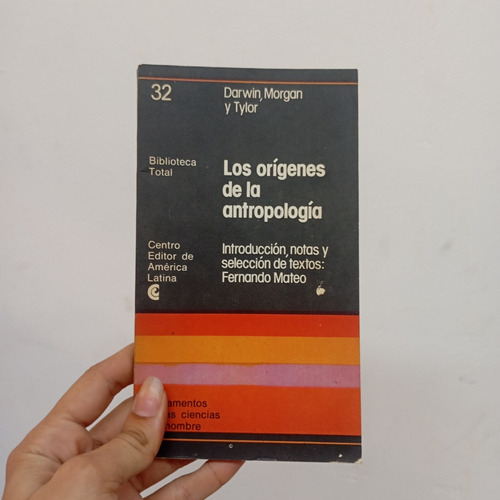 32
Darwin, Morgan
y Tylor
Biblioteca
Total
Los orígenes
de la
antropología
Centro
Editor de
América
Latina
Introducción, notas y
selección de textos:
Fernando Mateo
ciencias